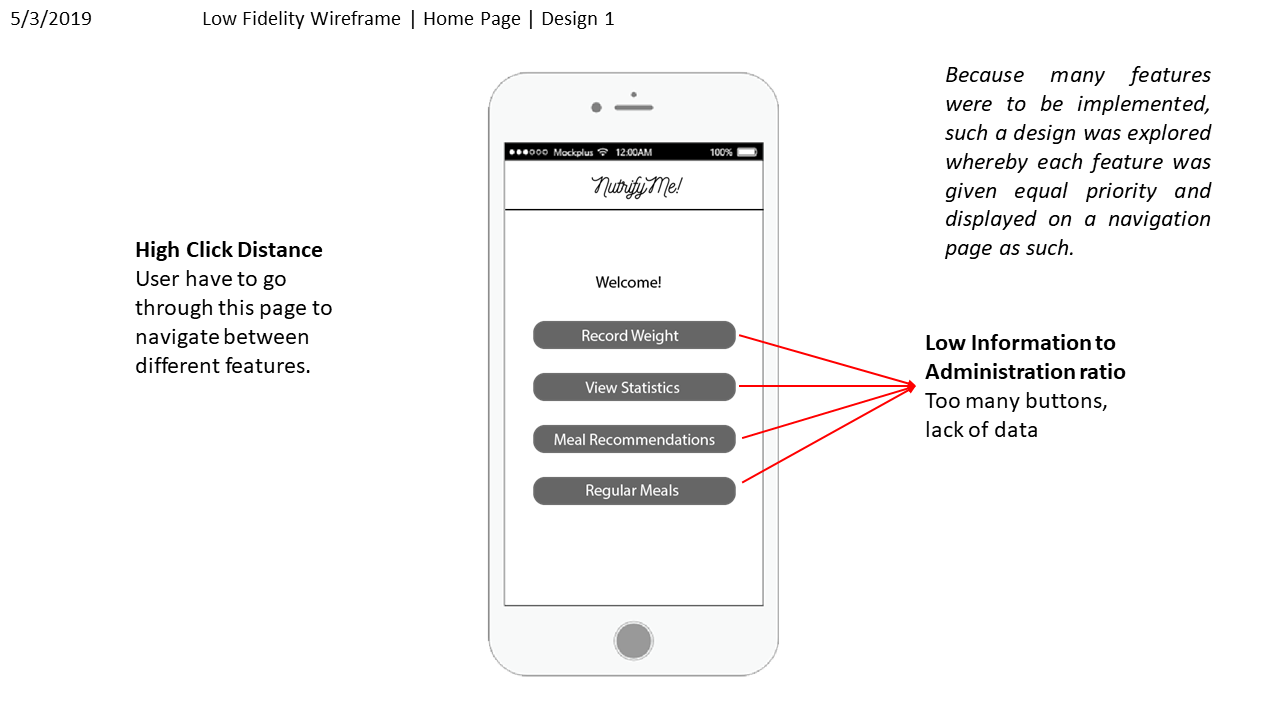 5/3/2019
Low Fidelity Wireframe | Home Page | Design 1
Because many features
were to be implemented,
such a design was explored
whereby each feature was
given equal priority and
displayed on a navigation
page as such.
High Click Distance
User have to go
through this page to
navigate between
different features.
Mockplus 12:00AM 100%
NutrifyMe!
Welcome!
Record Weight
View Statistics
Meal Recommendations
Regular Meals
Low Information to
Administration ratio
Too many buttons,
lack of data